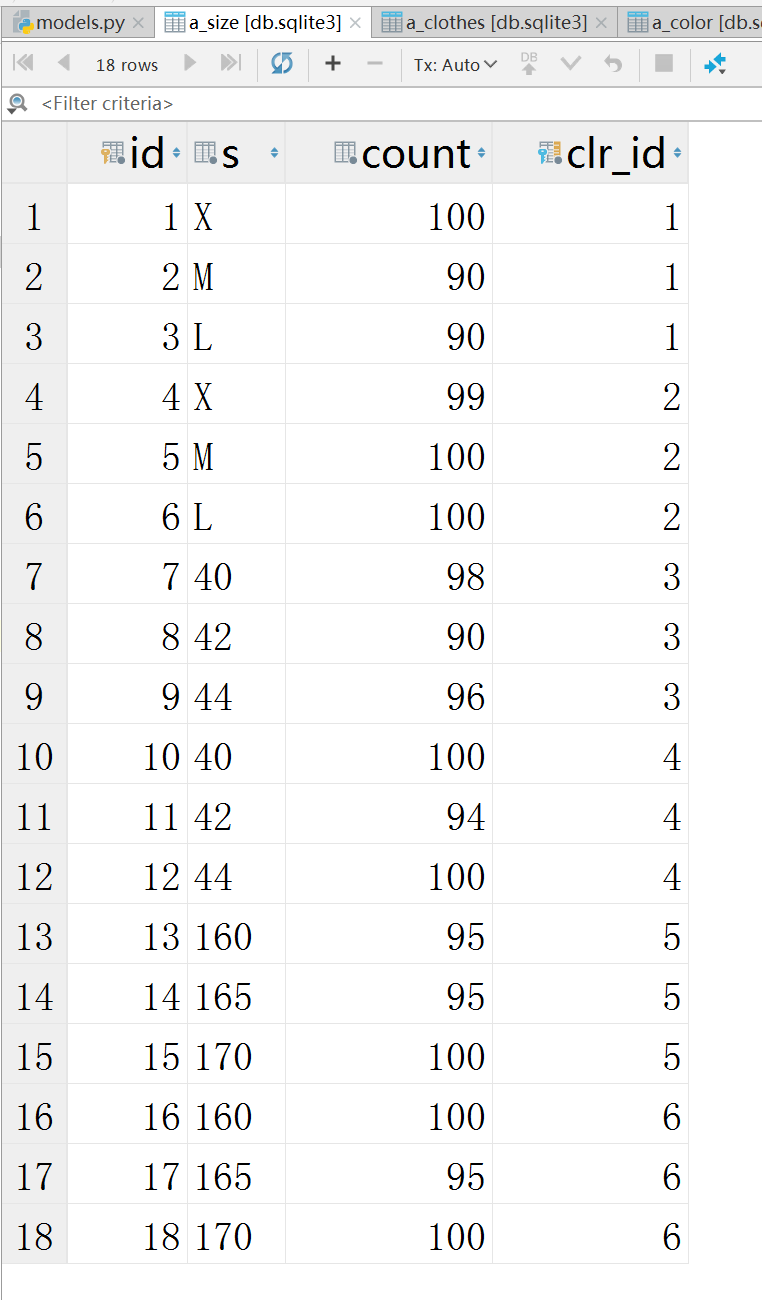 models.py a_size [db.sqlite3] a_clothes [db.sqlite3] a_color [db.s
18 rows Tx: Auto DB
<Filter criteria>
id s count clr_id
1 1 X 100 1
2 2 M 90 1
3 3 L 90 1
4 4 X 99 2
5 5 M 100 2
6 6 L 100 2
7 7 40 98 3
8 8 42 90 3
9 9 44 96 3
10 10 40 100 4
11 11 42 94 4
12 12 44 100 4
13 13 160 95 5
14 14 165 95 5
15 15 170 100 5
16 16 160 100 6
17 17 165 95 6
18 18 170 100 6